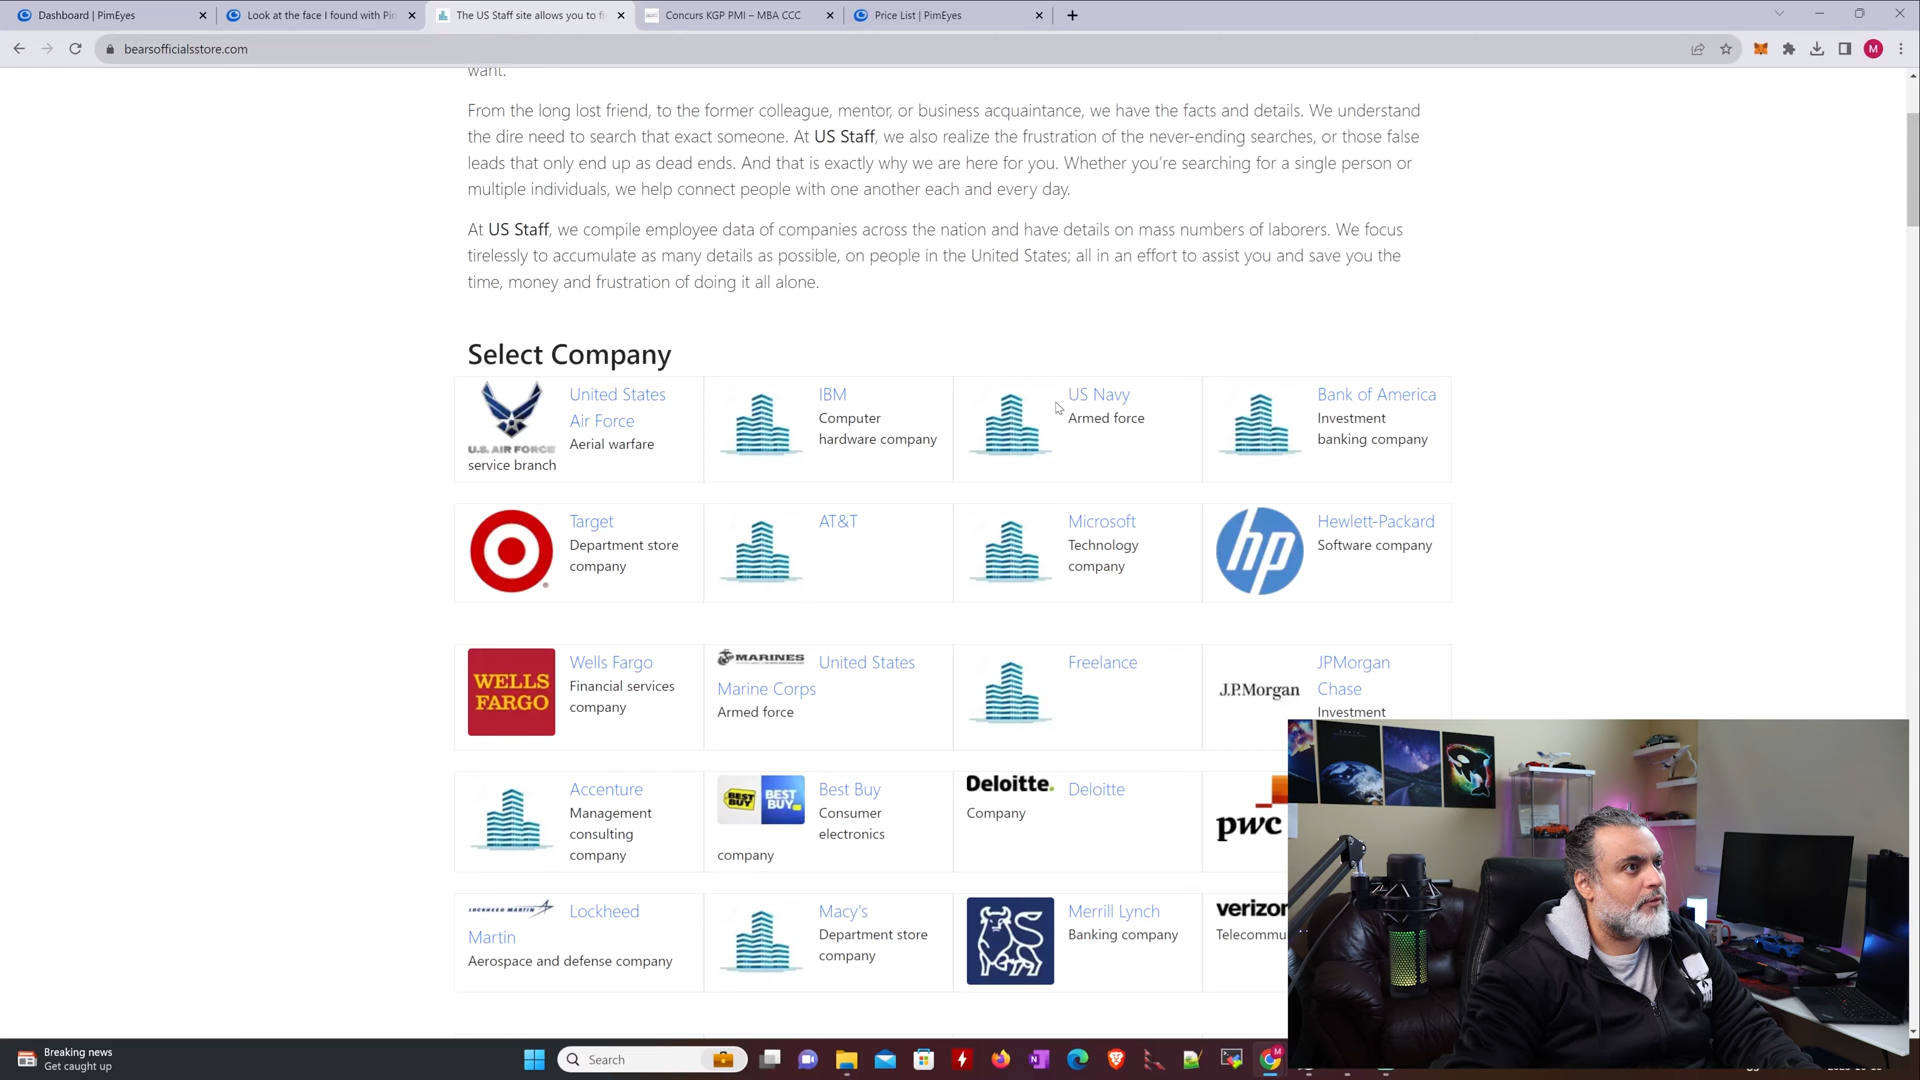 Dashboard | PimEyes
Look at the face I found with Pin
The US Staff site allows you to fi
Concurs KGP PMI – MBA CCC
Price List | PimEyes
bearsofficialsstore.com
M
want.
From the long lost friend, to the former colleague, mentor, or business acquaintance, we have the facts and details. We understand
the dire need to search that exact someone. At US Staff, we also realize the frustration of the never-ending searches, or those false
leads that only end up as dead ends. And that is exactly why we are here for you. Whether you're searching for a single person or
multiple individuals, we help connect people with one another each and every day.
At US Staff, we compile employee data of companies across the nation and have details on mass numbers of laborers. We focus
tirelessly to accumulate as many details as possible, on people in the United States; all in an effort to assist you and save you the
time, money and frustration of doing it all alone.
Select Company
U.S. AIR FORCE
United States
Air Force
Aerial warfare
service branch
IBM
Computer
hardware company
US Navy
Armed force
Bank of America
Investment
banking company
Target
Department store
company
AT&T
Microsoft
Technology
company
hp
Hewlett-Packard
Software company
WELLS
FARGO
Wells Fargo
Financial services
company
MARINES
United States
Marine Corps
Armed force
Freelance
J.P.Morgan
JPMorgan
Chase
Investment
Accenture
Management
consulting
company
BEST
BUY
BEST
BUY
Best Buy
Consumer
electronics
company
Deloitte.
Deloitte
Company
pwc
LOCKHEED MARTIN
Lockheed
Martin
Aerospace and defense company
Macy's
Department store
company
Merrill Lynch
Banking company
verizon
Telecommu
Breaking news
Get caught up
Search
M